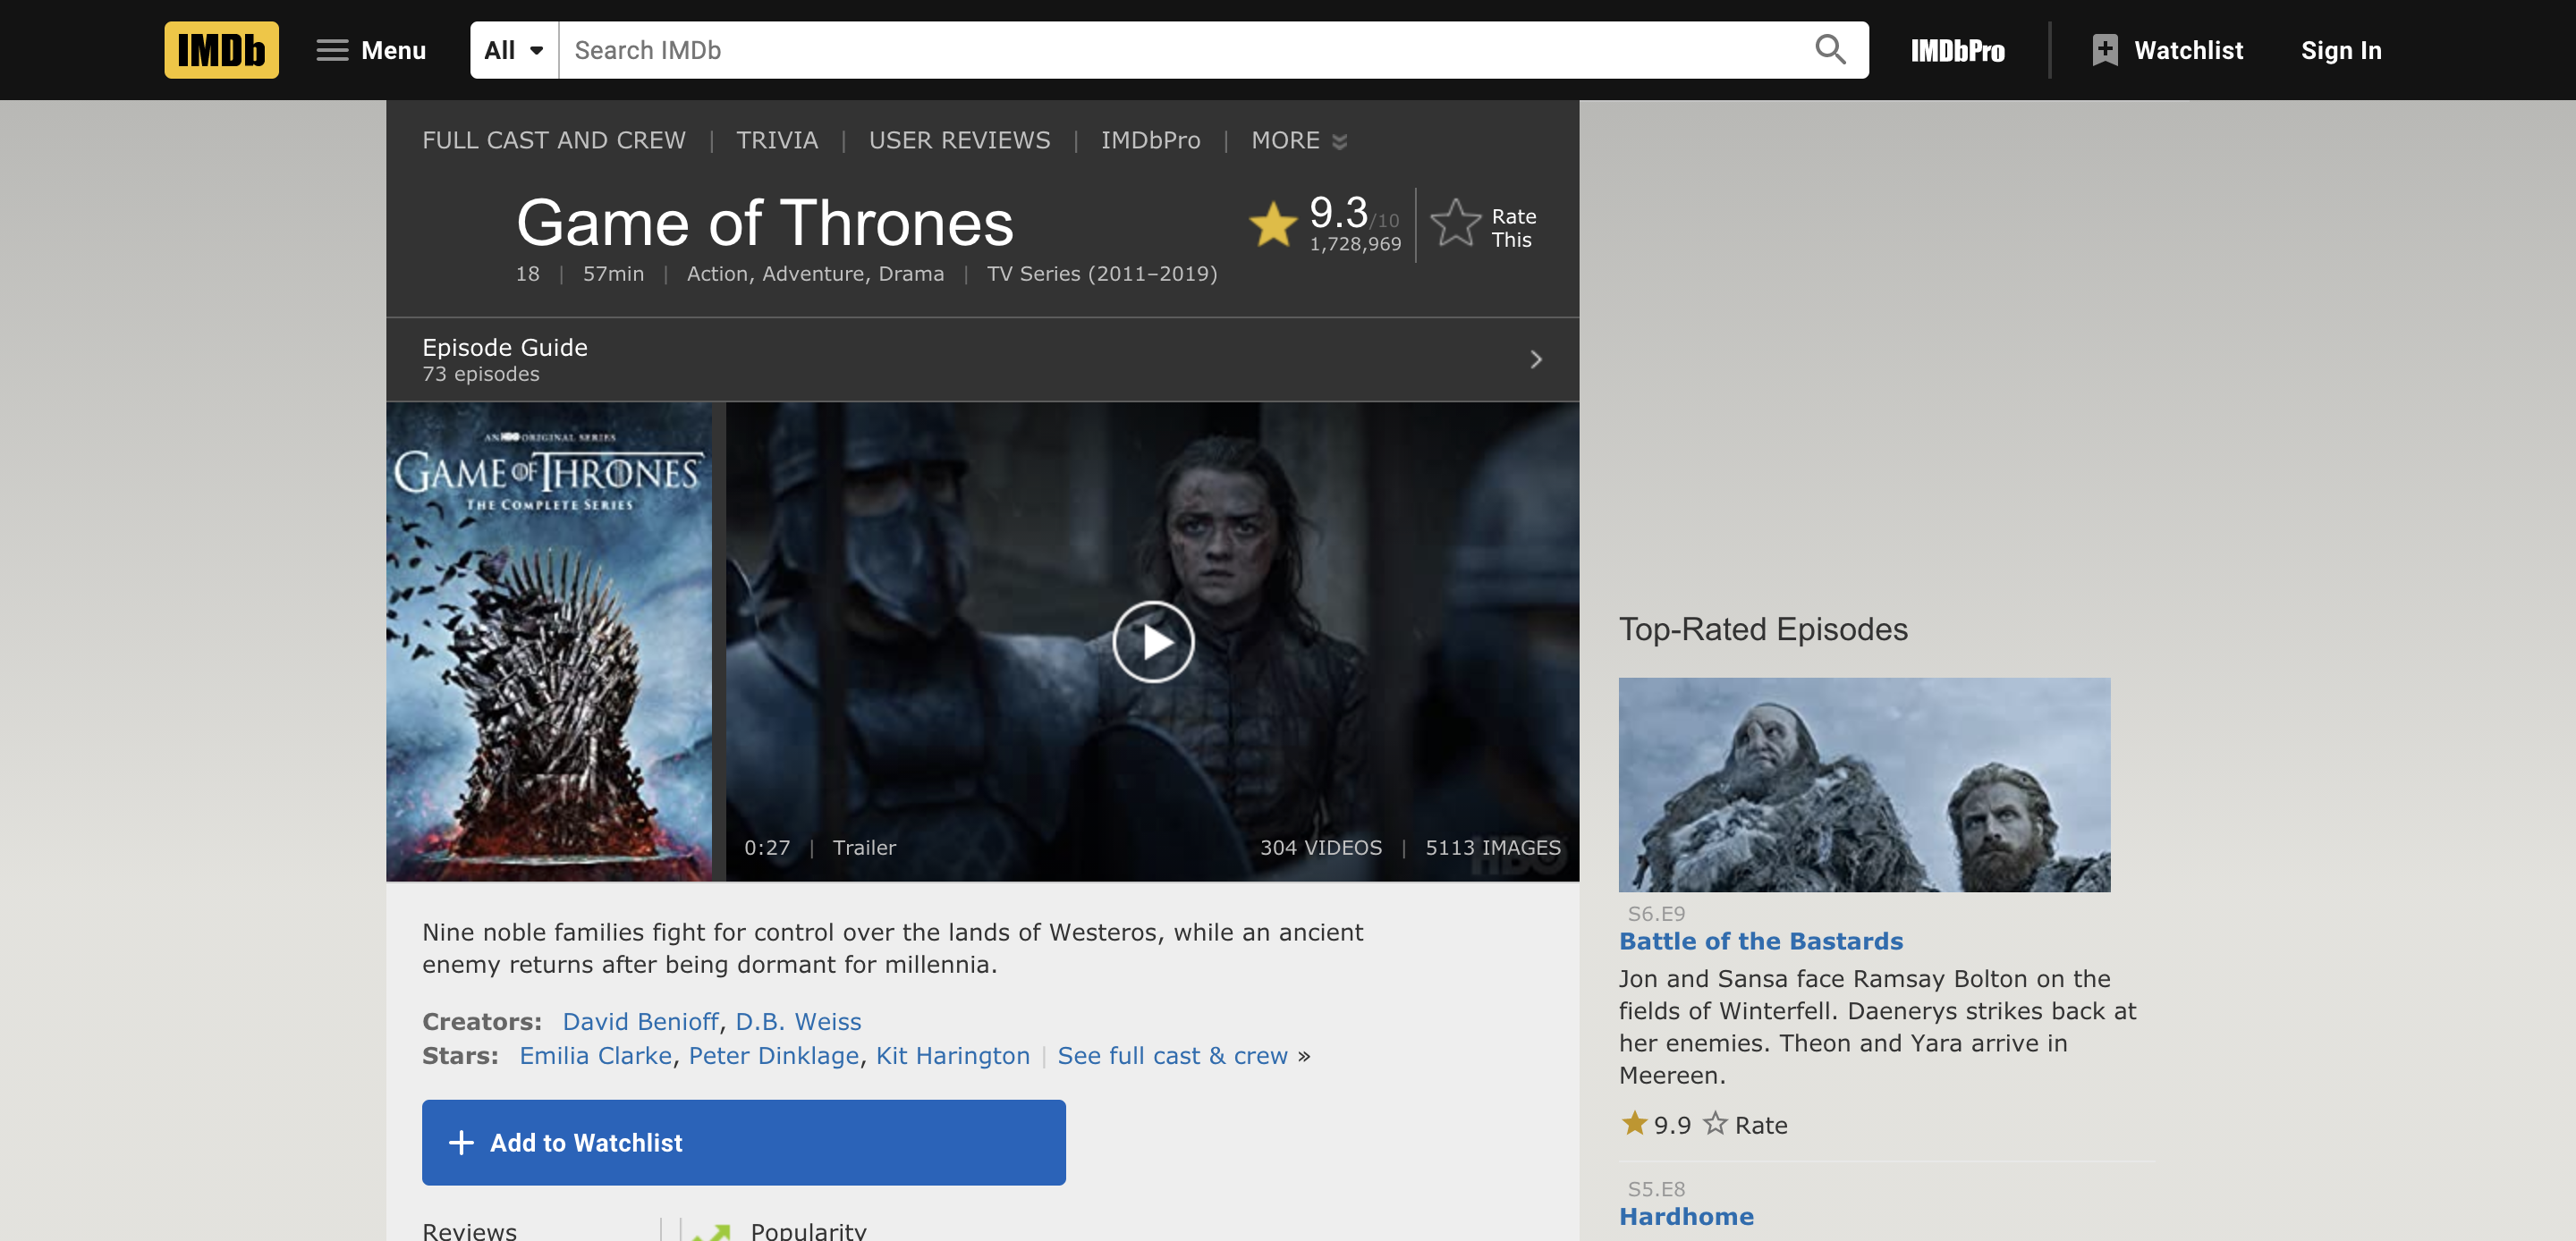 IMDb
Menu
All
Search IMDb
IMDbPro
Watchlist
Sign In
FULL CAST AND CREW | TRIVIA | USER REVIEWS | IMDbPro | MORE
Game of Thrones
9.3/10
1,728,969
Rate
This
18 | 57min | Action, Adventure, Drama | TV Series (2011–2019)
Episode Guide
73 episodes
AN HBO ORIGINAL SERIES
GAME OF THRONES
THE COMPLETE SERIES
0:27 | Trailer
304 VIDEOS | 5113 IMAGES
HBO
Nine noble families fight for control over the lands of Westeros, while an ancient
enemy returns after being dormant for millennia.
Creators: David Benioff, D.B. Weiss
Stars: Emilia Clarke, Peter Dinklage, Kit Harington | See full cast & crew »
+ Add to Watchlist
Reviews
Popularity
Top-Rated Episodes
S6.E9
Battle of the Bastards
Jon and Sansa face Ramsay Bolton on the
fields of Winterfell. Daenerys strikes back at
her enemies. Theon and Yara arrive in
Meereen.
9.9 Rate
S5.E8
Hardhome